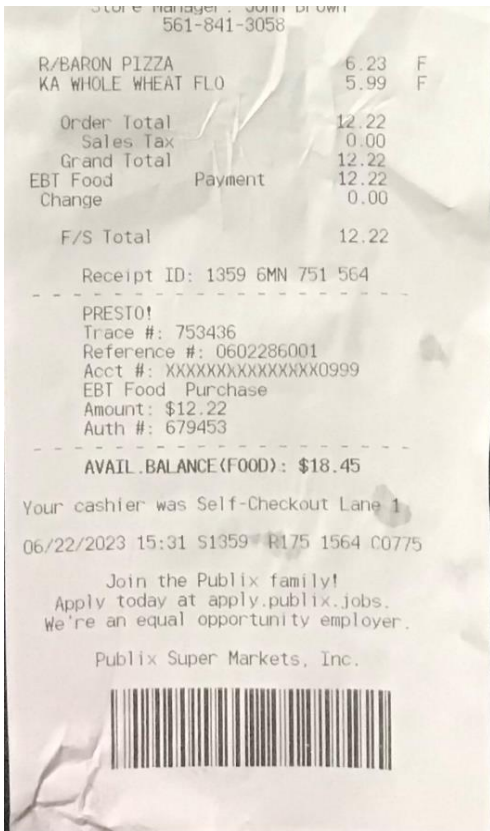 Store Manager: John Brown
561-841-3058
R/BARON PIZZA 6.23 F
KA WHOLE WHEAT FLO 5.99 F
Order Total 12.22
Sales Tax 0.00
Grand Total 12.22
EBT Food Payment 12.22
Change 0.00
F/S Total 12.22
Receipt ID: 1359 6MN 751 564
PRESTO!
Trace #: 753436
Reference #: 0602286001
Acct #: XXXXXXXXXXXXXXX0999
EBT Food Purchase
Amount: $12.22
Auth #: 679453
AVAIL.BALANCE(FOOD): $18.45
Your cashier was Self-Checkout Lane 1
06/22/2023 15:31 S1359 R175 1564 C0775
Join the Publix family!
Apply today at apply.publix.jobs.
We're an equal opportunity employer.
Publix Super Markets, Inc.